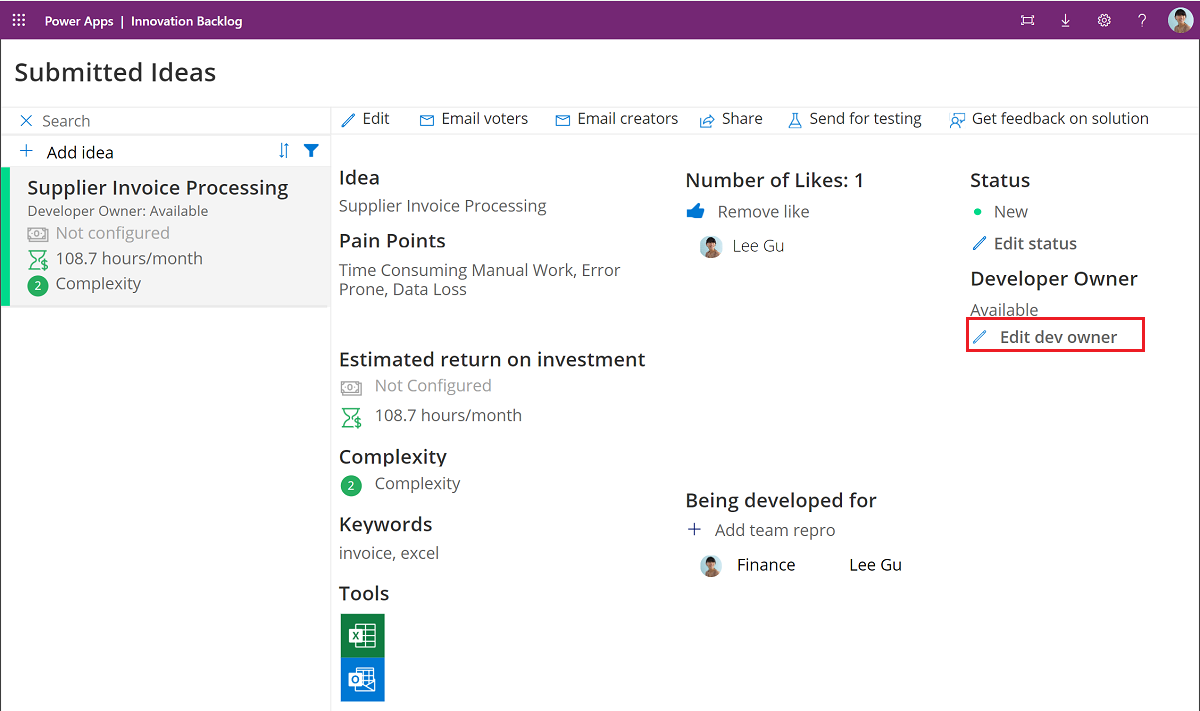 Power Apps | Innovation Backlog
?
Submitted Ideas
Search
Add idea
Supplier Invoice Processing
Developer Owner: Available
Not configured
108.7 hours/month
2 Complexity
Edit
Email voters
Email creators
Share
Send for testing
Get feedback on solution
Idea
Supplier Invoice Processing
Pain Points
Time Consuming Manual Work, Error
Prone, Data Loss
Estimated return on investment
Not Configured
108.7 hours/month
Complexity
2 Complexity
Keywords
invoice, excel
Tools
Number of Likes: 1
Remove like
Lee Gu
Being developed for
Add team repro
Finance Lee Gu
Status
New
Edit status
Developer Owner
Available
Edit dev owner